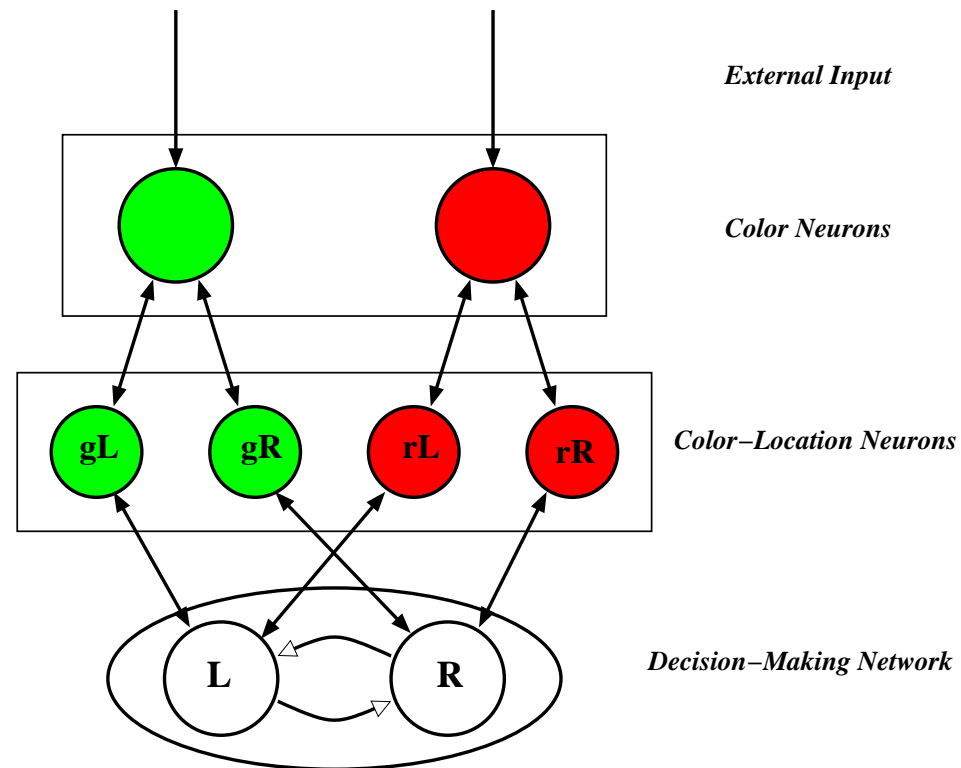 External Input
Color Neurons
gL gR rL rR
Color−Location Neurons
L R
Decision−Making Network